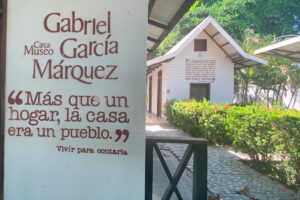 Gabriel
Casa
Museo
García
Márquez
“Más que un
hogar, la casa
era un pueblo.”
Vivir para contarla